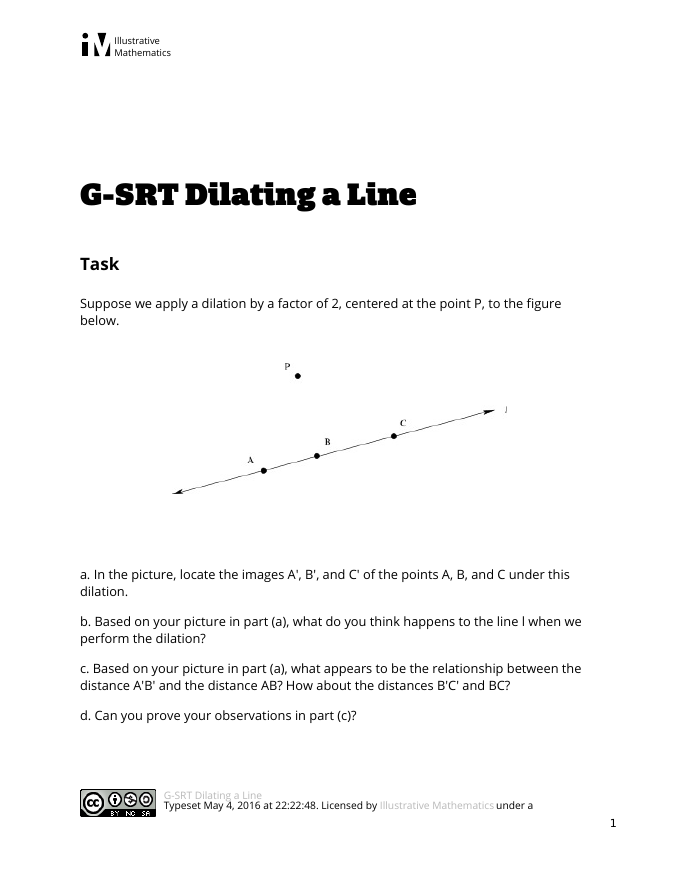 Illustrative
Mathematics
G-SRT Dilating a Line
Task
Suppose we apply a dilation by a factor of 2, centered at the point P, to the figure
below.
P
l
C
B
A
a. In the picture, locate the images A', B', and C' of the points A, B, and C under this
dilation.
b. Based on your picture in part (a), what do you think happens to the line l when we
perform the dilation?
c. Based on your picture in part (a), what appears to be the relationship between the
distance A'B' and the distance AB? How about the distances B'C' and BC?
d. Can you prove your observations in part (c)?
G-SRT Dilating a Line
Typeset May 4, 2016 at 22:22:48. Licensed by Illustrative Mathematics under a
cc BY NC SA
1